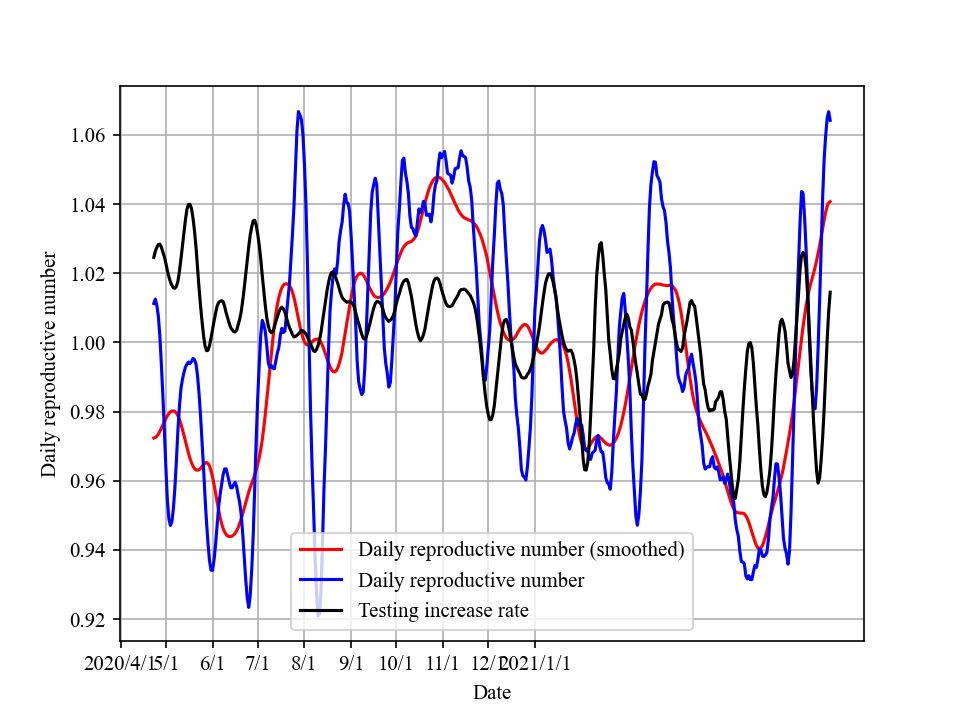 Daily reproductive number
1.06
1.04
1.02
1.00
0.98
0.96
0.94
0.92
Daily reproductive number (smoothed)
Daily reproductive number
Testing increase rate
2020/4/1 5/1 6/1 7/1 8/1 9/1 10/1 11/1 12/1 2021/1/1
Date